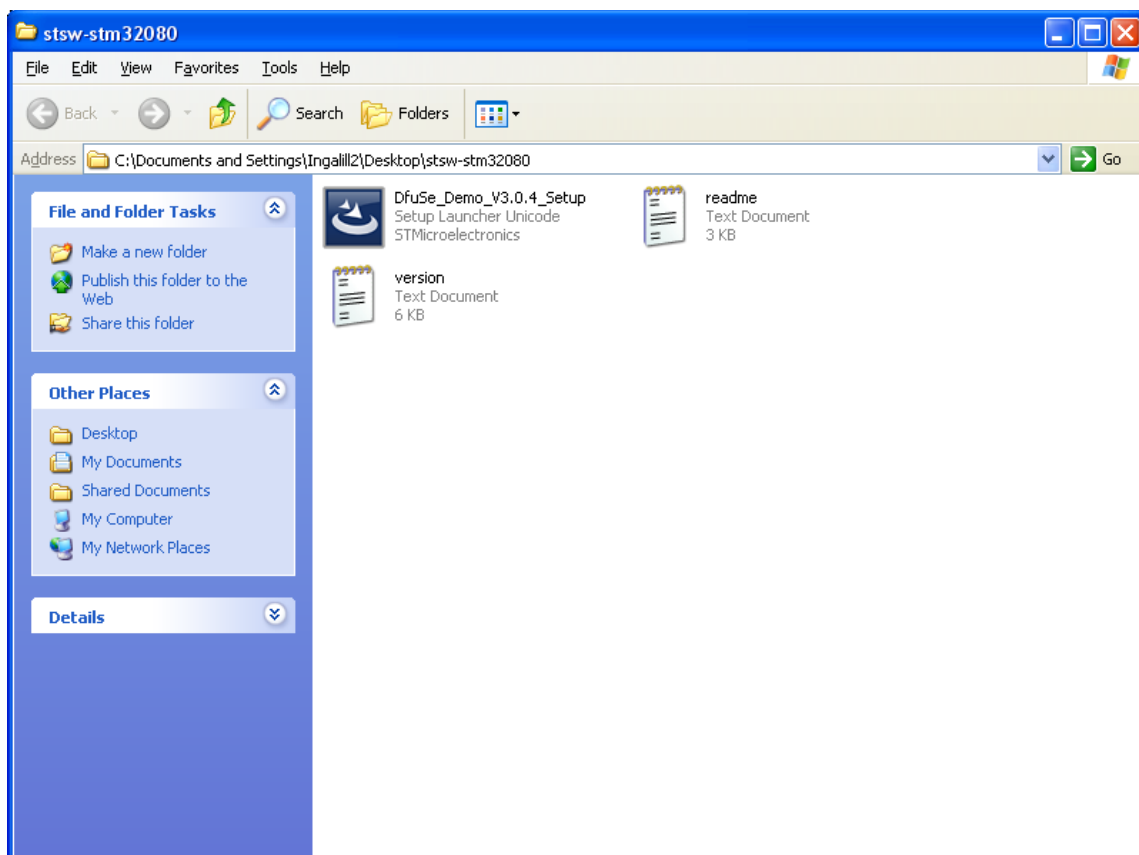 stsw-stm32080
File Edit View Favorites Tools Help
Back Search Folders
Address C:\Documents and Settings\Ingalill2\Desktop\stsw-stm32080 Go
File and Folder Tasks
Make a new folder
Publish this folder to the
Web
Share this folder
Other Places
Desktop
My Documents
Shared Documents
My Computer
My Network Places
Details
DfuSe_Demo_V3.0.4_Setup
Setup Launcher Unicode
STMicroelectronics
readme
Text Document
3 KB
version
Text Document
6 KB